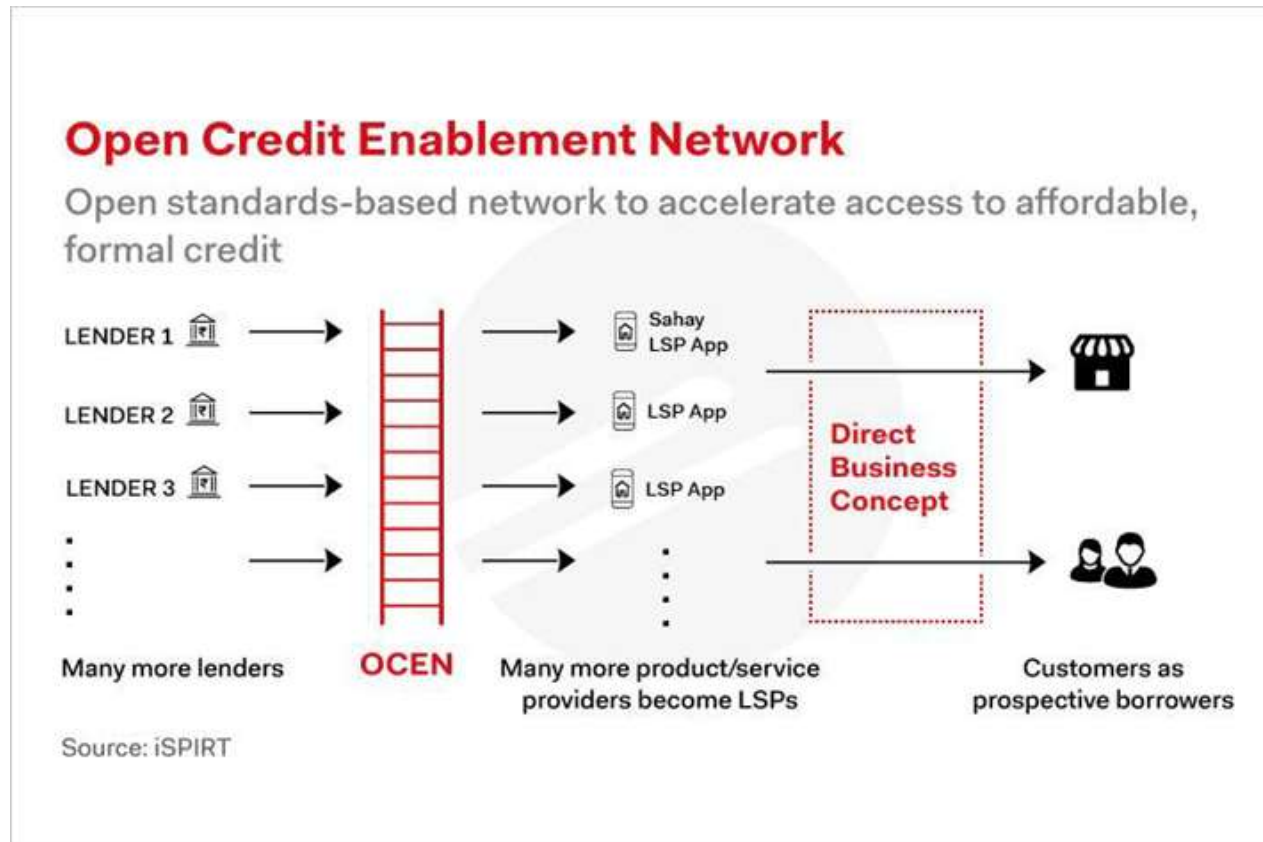 Open Credit Enablement Network
Open standards-based network to accelerate access to affordable,
formal credit
LENDER 1
₹
Sahay
LSP App
LENDER 2
₹
LSP App
LENDER 3
₹
LSP App
Direct
Business
Concept
Many more lenders
OCEN
Many more product/service
providers become LSPs
Customers as
prospective borrowers
Source: iSPIRT